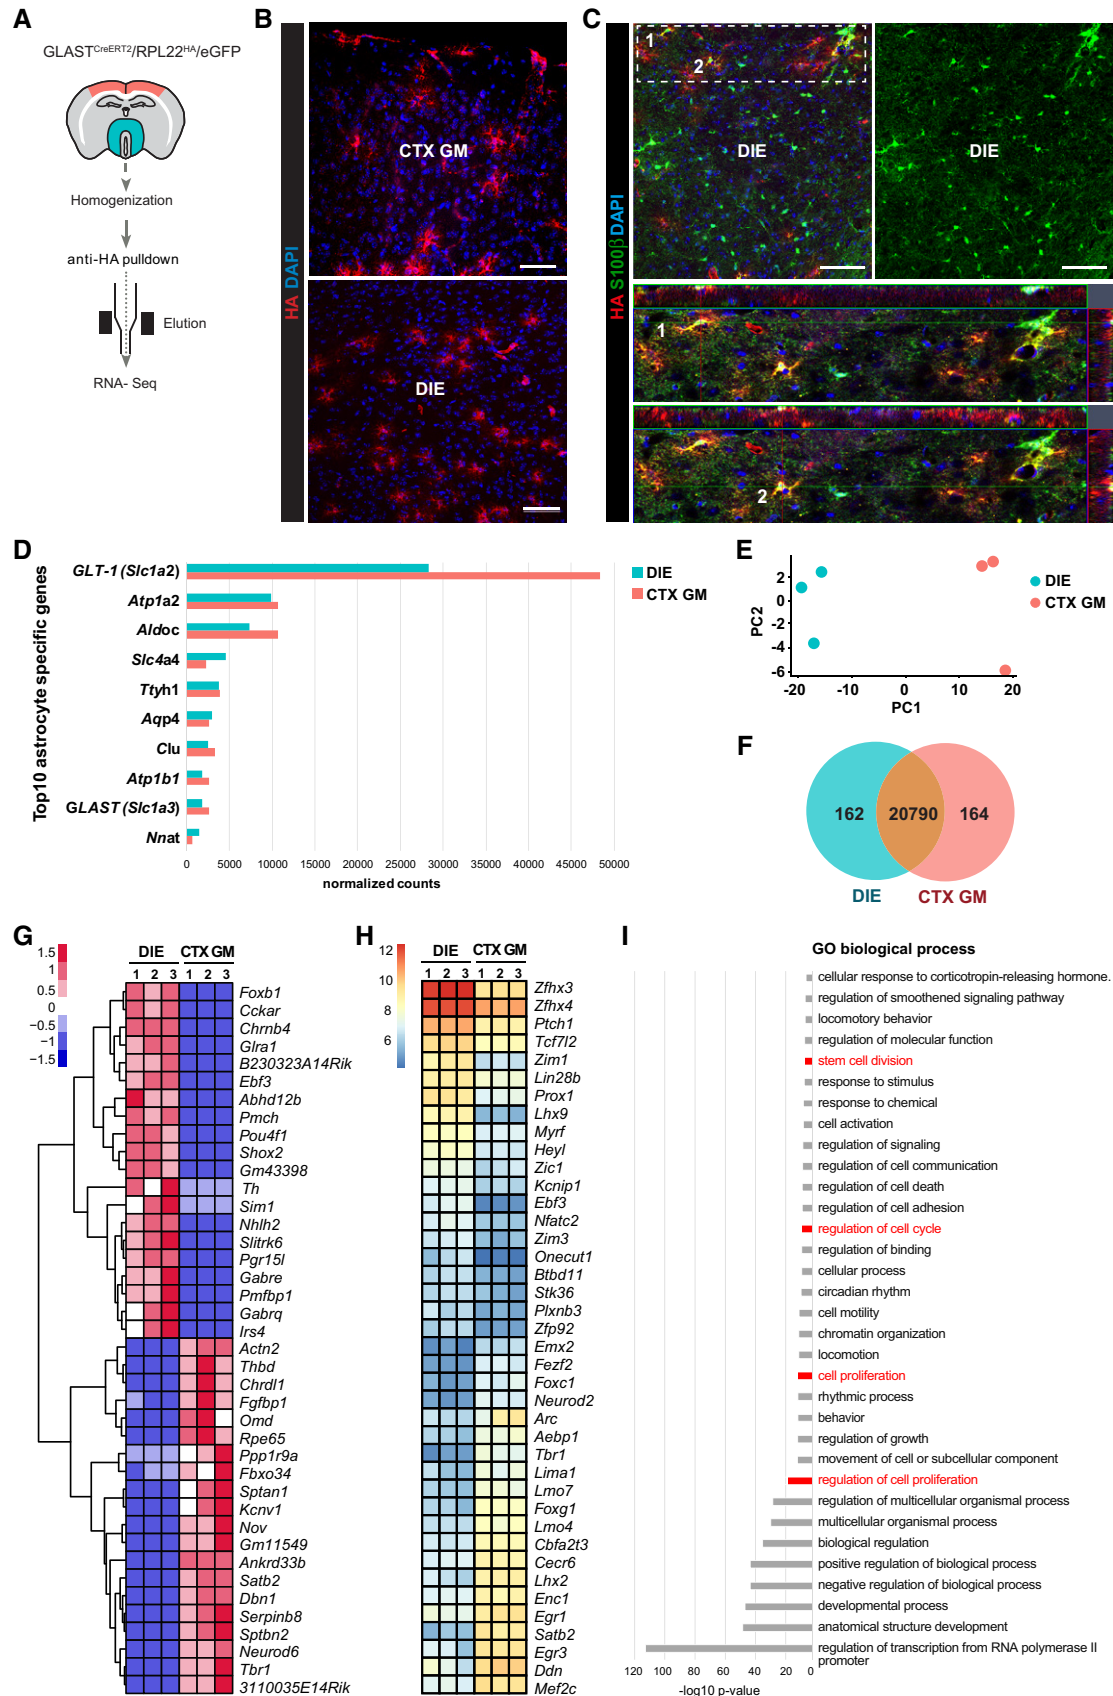 A
GLAST^CreERT2/RPL22^HA/eGFP
Homogenization
anti-HA pulldown
Elution
RNA- Seq
B
HA DAPI
CTX GM
DIE
C
HA S100β DAPI
1
2
DIE
DIE
1
2
D
Top10 astrocyte specific genes
GLT-1 (Slc1a2)
Atp1a2
Aldoc
Slc4a4
Ttyh1
Aqp4
Clu
Atp1b1
GLAST (Slc1a3)
Nnat
0 5000 10000 15000 20000 25000 30000 35000 40000 45000 50000
normalized counts
DIE
CTX GM
E
PC2
2
0
-2
-4
-6
-20 -10 0 10 20
PC1
DIE
CTX GM
F
162 20790 164
DIE CTX GM
G
1.5
1
0.5
0
−0.5
−1
−1.5
DIE CTX GM
1 2 3 1 2 3
Foxb1
Cckar
Chrnb4
Glra1
B230323A14Rik
Ebf3
Abhd12b
Pmch
Pou4f1
Shox2
Gm43398
Th
Sim1
Nhlh2
Slitrk6
Pgr15l
Gabre
Pmfbp1
Gabrq
Irs4
Actn2
Thbd
Chrdl1
Fgfbp1
Omd
Rpe65
Ppp1r9a
Fbxo34
Sptan1
Kcnv1
Nov
Gm11549
Ankrd33b
Satb2
Dbn1
Serpinb8
Sptbn2
Neurod6
Tbr1
3110035E14Rik
H
12
10
8
6
DIE CTX GM
1 2 3 1 2 3
Zfhx3
Zfhx4
Ptch1
Tcf7l2
Zim1
Lin28b
Prox1
Lhx9
Myrf
Heyl
Zic1
Kcnip1
Ebf3
Nfatc2
Zim3
Onecut1
Btbd11
Stk36
Plxnb3
Zfp92
Emx2
Fezf2
Foxc1
Neurod2
Arc
Aebp1
Tbr1
Lima1
Lmo7
Foxg1
Lmo4
Cbfa2t3
Cecr6
Lhx2
Enc1
Egr1
Satb2
Egr3
Ddn
Mef2c
I
GO biological process
cellular response to corticotropin-releasing hormone.
regulation of smoothened signaling pathway
locomotory behavior
regulation of molecular function
stem cell division
response to stimulus
response to chemical
cell activation
regulation of signaling
regulation of cell communication
regulation of cell death
regulation of cell adhesion
regulation of cell cycle
regulation of binding
cellular process
circadian rhythm
cell motility
chromatin organization
locomotion
cell proliferation
rhythmic process
behavior
regulation of growth
movement of cell or subcellular component
regulation of cell proliferation
regulation of multicellular organismal process
multicellular organismal process
biological regulation
positive regulation of biological process
negative regulation of biological process
developmental process
anatomical structure development
regulation of transcription from RNA polymerase II
promoter
120 100 80 60 40 20 0
-log10 p-value